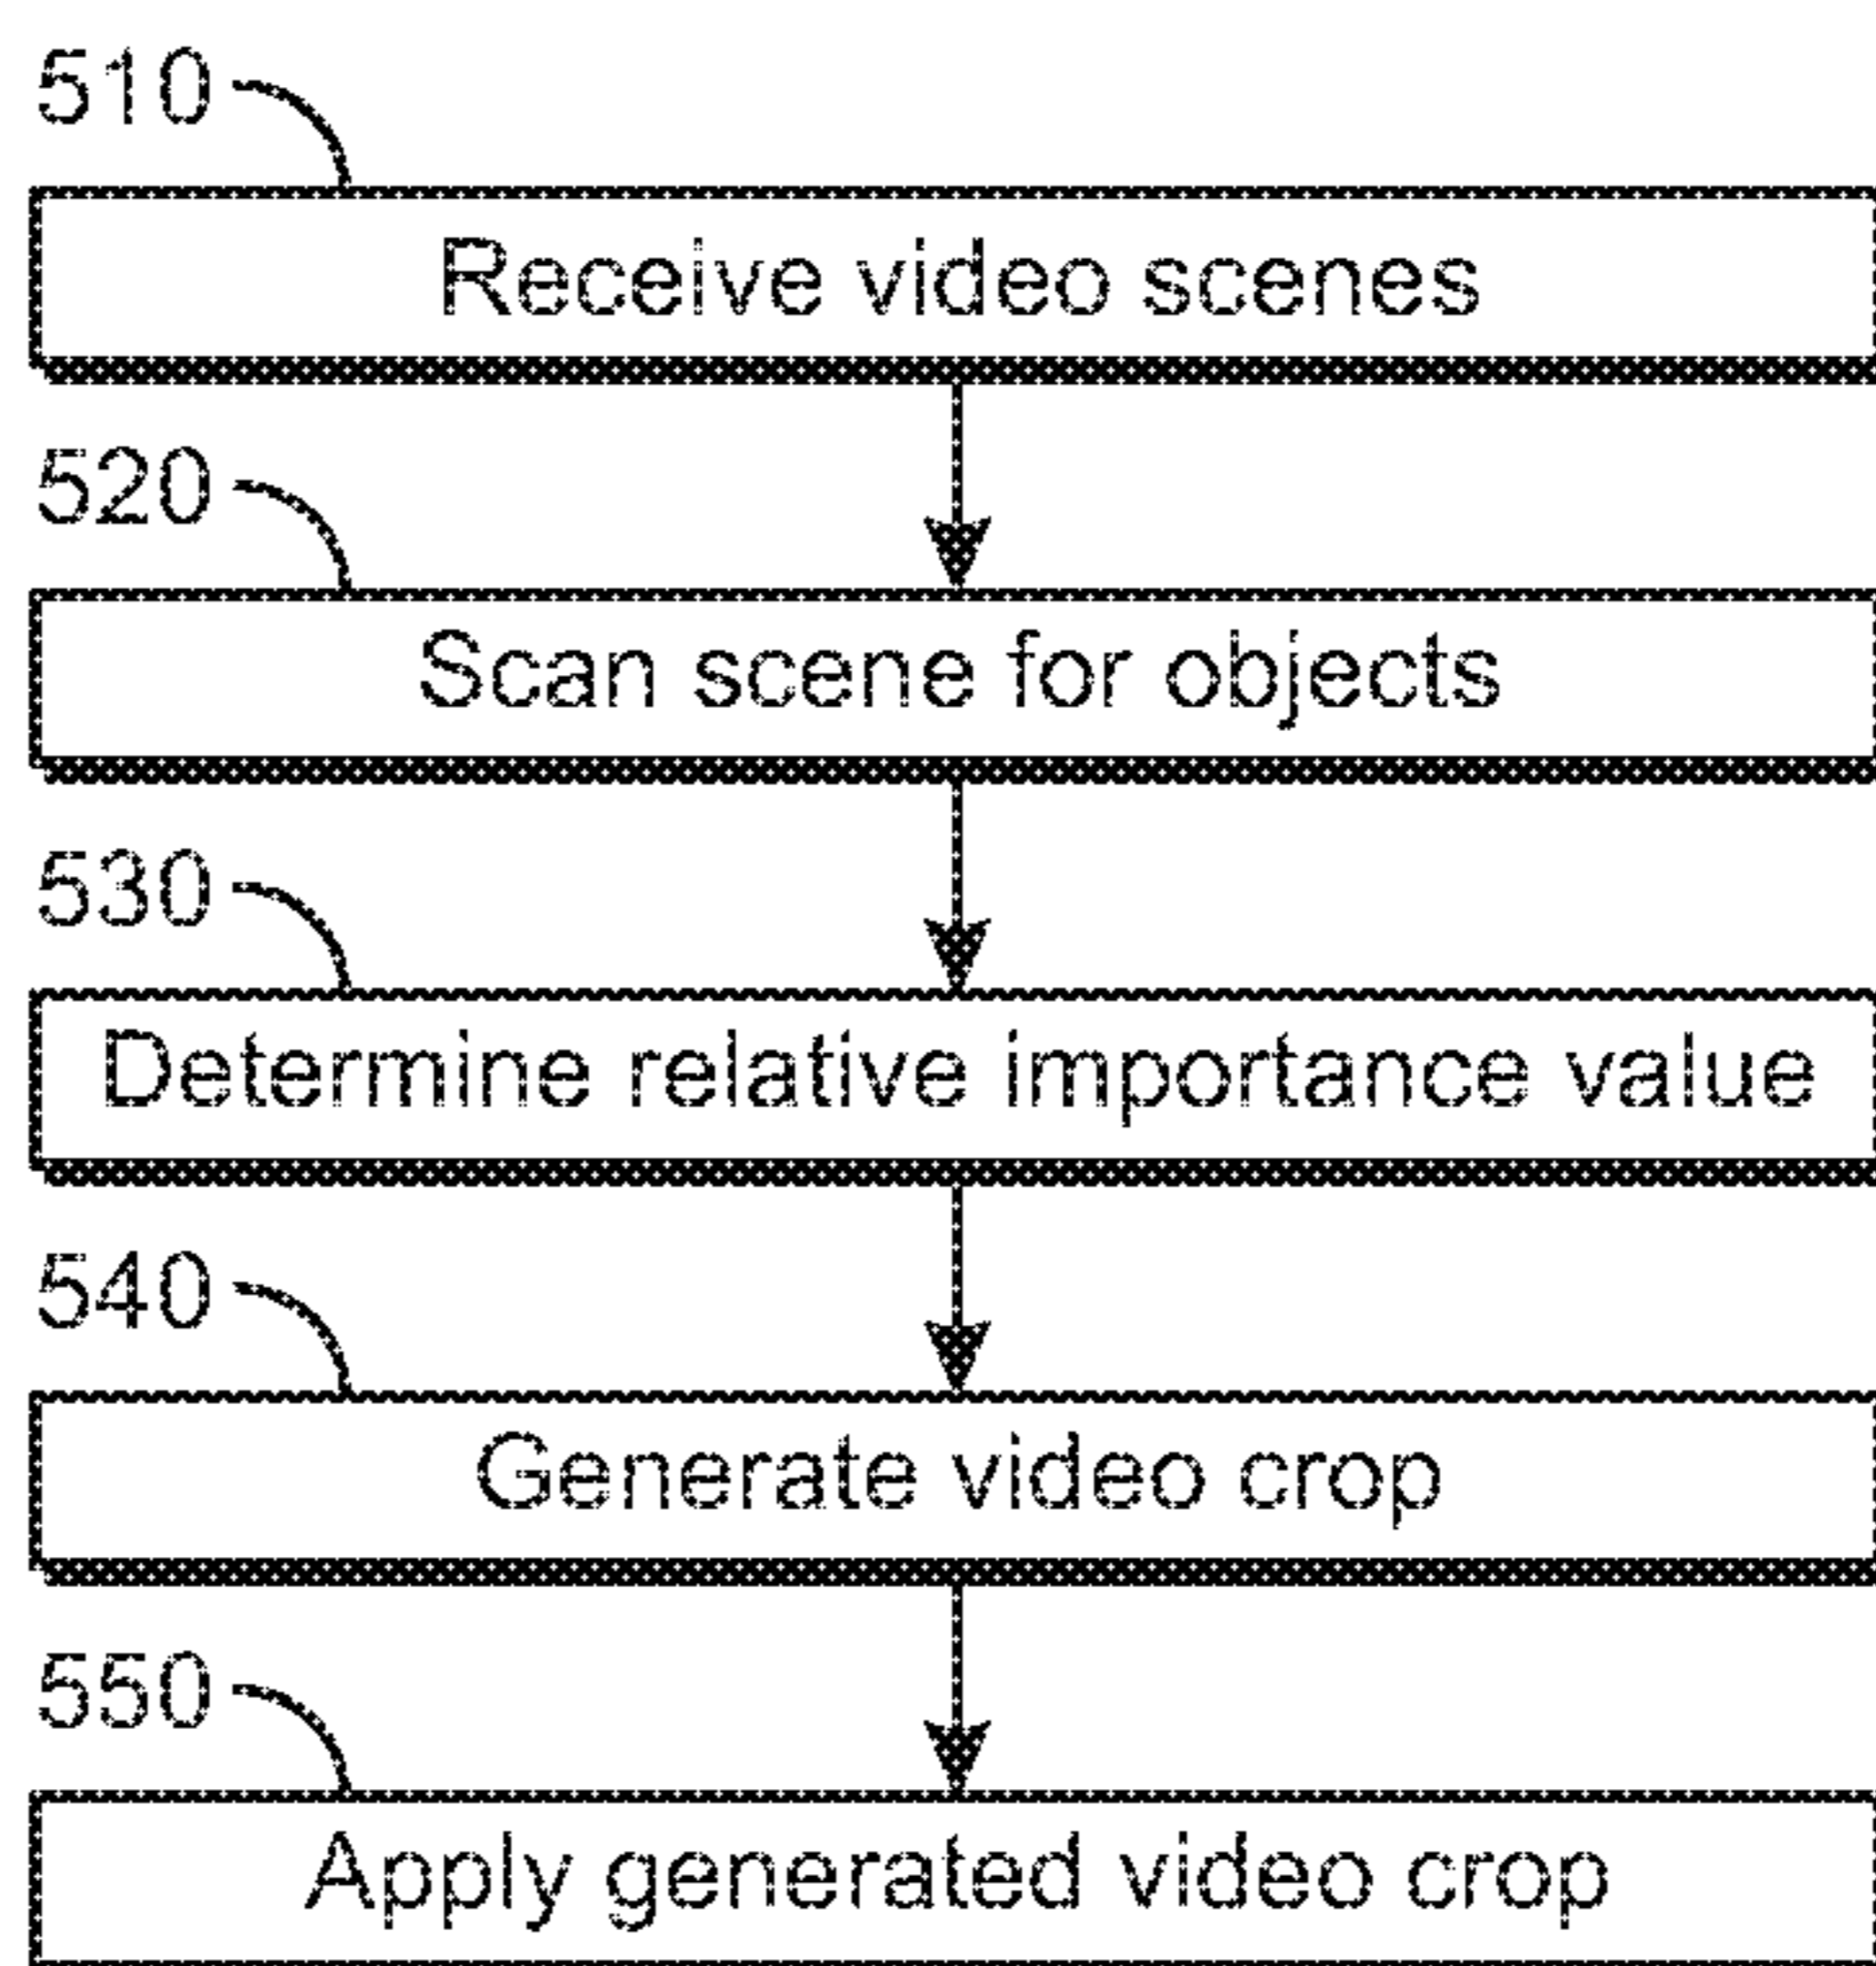 510
Receive video scenes
520
Scan scene for objects
530
Determine relative importance value
540
Generate video crop
550
Apply generated video crop